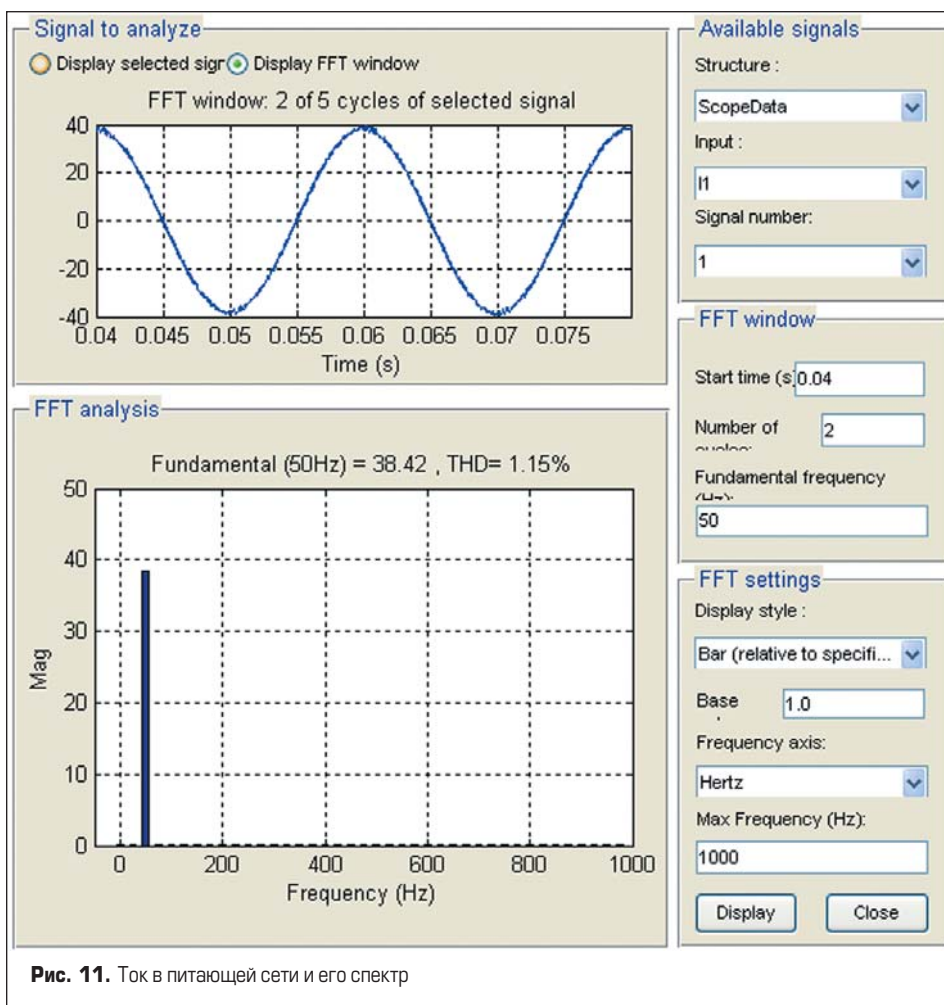 Signal to analyze
Display selected sigr Display FFT window
FFT window: 2 of 5 cycles of selected signal
40
20
0
-20
-40
0.04 0.045 0.05 0.055 0.06 0.065 0.07 0.075
Time (s)
FFT analysis
Fundamental (50Hz) = 38.42 , THD= 1.15%
50
40
30
20
10
0
Mag
0 200 400 600 800 1000
Frequency (Hz)
Available signals
Structure :
ScopeData
Input :
I1
Signal number:
1
FFT window
Start time (s 0.04
Number of
2
Fundamental frequency
50
FFT settings
Display style :
Bar (relative to specifi...
Base
1.0
Frequency axis:
Hertz
Max Frequency (Hz):
1000
Display Close
Рис. 11. Ток в питающей сети и его спектр